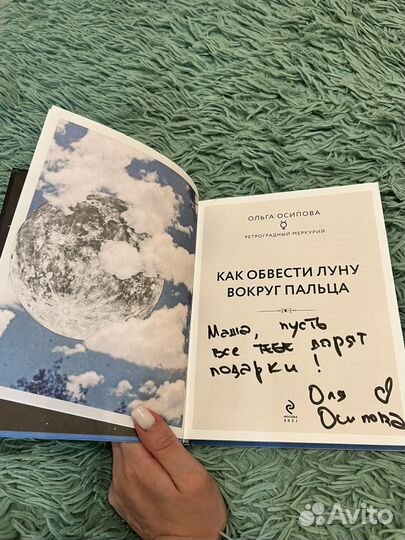 ОЛЬГА ОСИПОВА
РЕТРОГРАДНЫЙ МЕРКУРИЙ
КАК ОБВЕСТИ ЛУНУ
ВОКРУГ ПАЛЬЦА
Маша, пусть
все тебе дарят
подарки!
Оля
Осипова
МОСКВА
2021
Avito